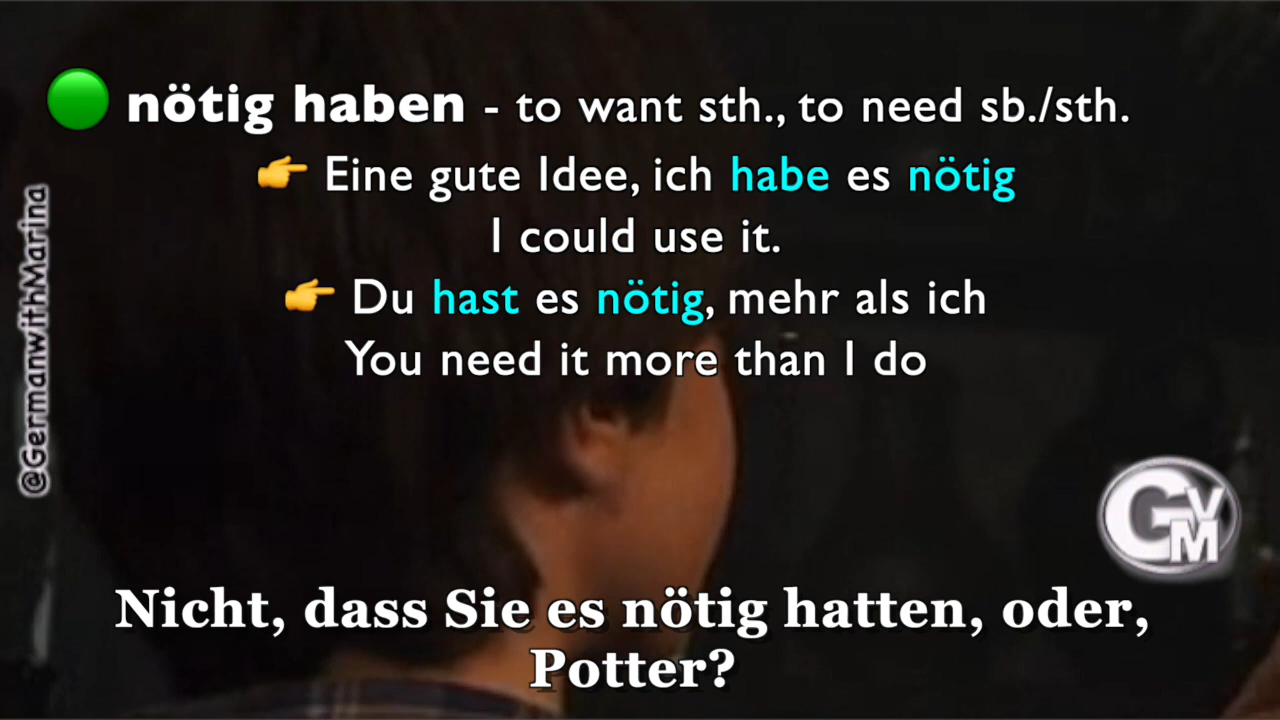 nötig haben - to want sth., to need sb./sth.
👉 Eine gute Idee, ich habe es nötig
I could use it.
👉 Du hast es nötig, mehr als ich
You need it more than I do
@GermanwithMarina
GVM
Nicht, dass Sie es nötig hatten, oder,
Potter?